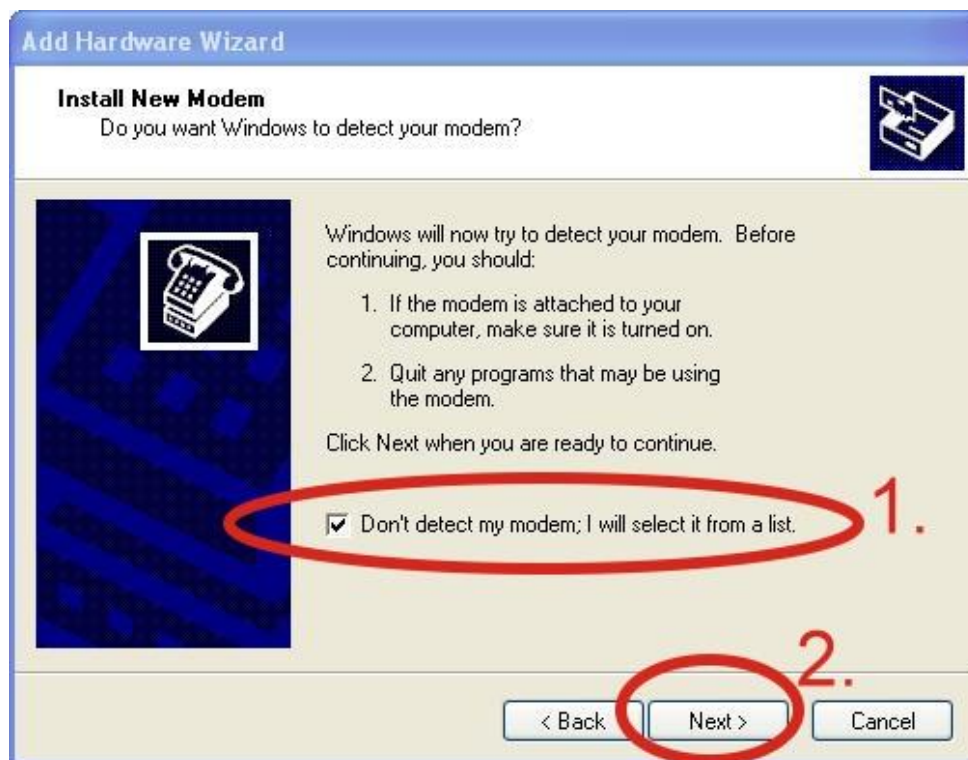 Add Hardware Wizard
Install New Modem
Do you want Windows to detect your modem?
Windows will now try to detect your modem. Before
continuing, you should:
1. If the modem is attached to your
computer, make sure it is turned on.
2. Quit any programs that may be using
the modem.
Click Next when you are ready to continue.
Don't detect my modem; I will select it from a list.
1.
2.
< Back
Next >
Cancel